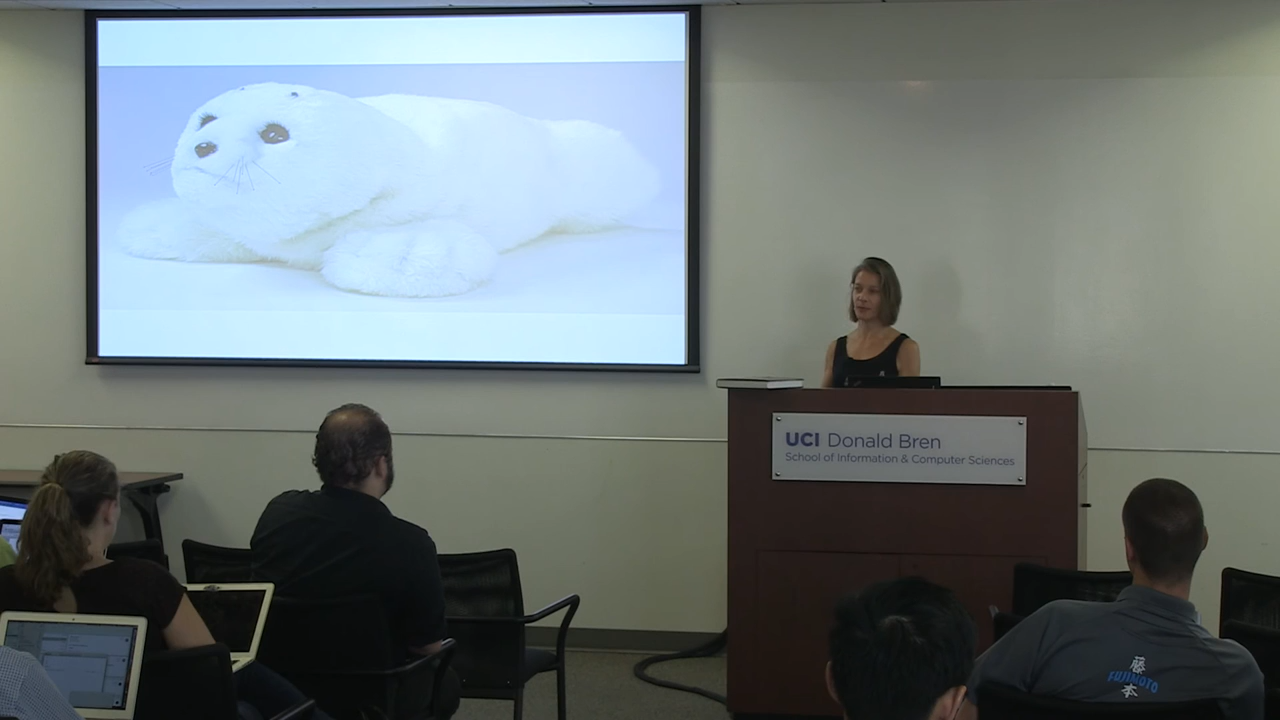 UCI Donald Bren
School of Information & Computer Sciences
藤
FUJIMOTO
本